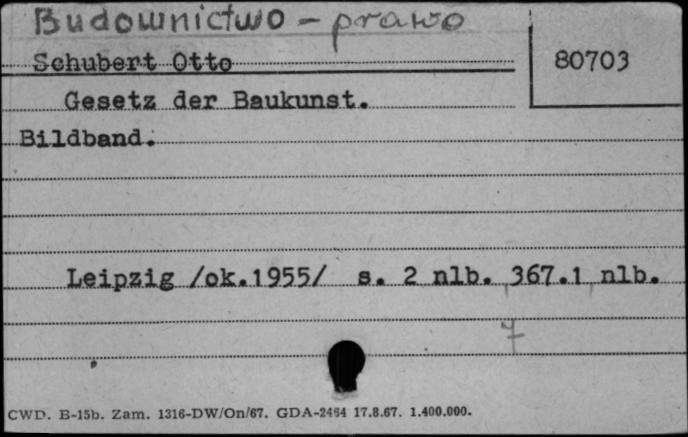 Budownictwo - prawo
Schubert Otto
80703
Gesetz der Baukunst.
Bildband.
Leipzig /ok.1955/ s. 2 nlb. 367.1 nlb.
7
CWD. B-15b. Zam. 1316-DW/On/67. GDA-2464 17.8.67. 1.400.000.